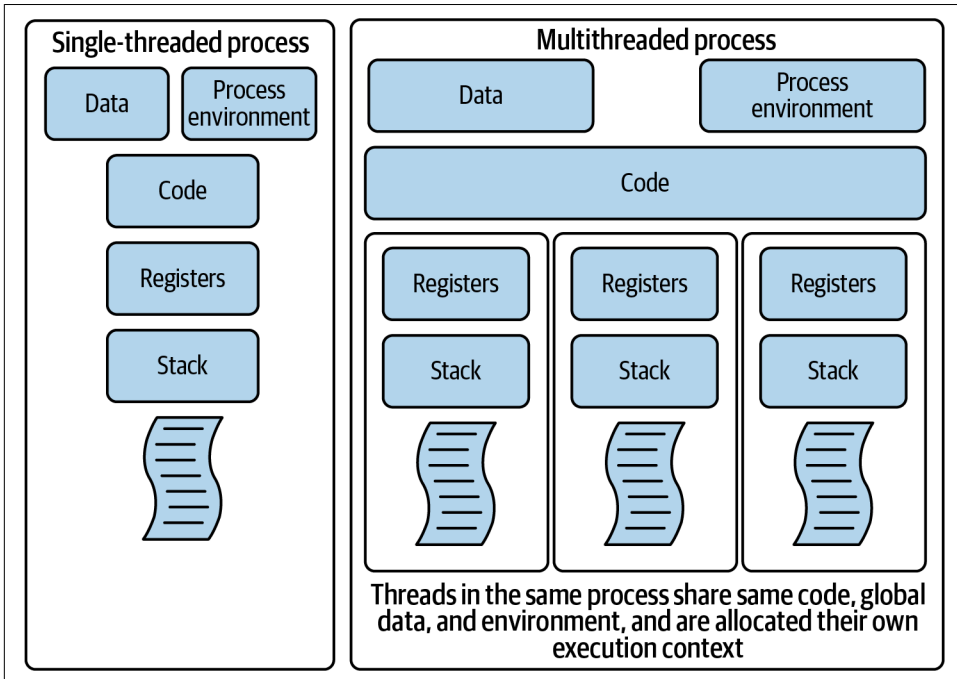 Single-threaded process
Data
Process
environment
Code
Registers
Stack
Multithreaded process
Data
Process
environment
Code
Registers
Stack
Registers
Stack
Registers
Stack
Threads in the same process share same code, global
data, and environment, and are allocated their own
execution context